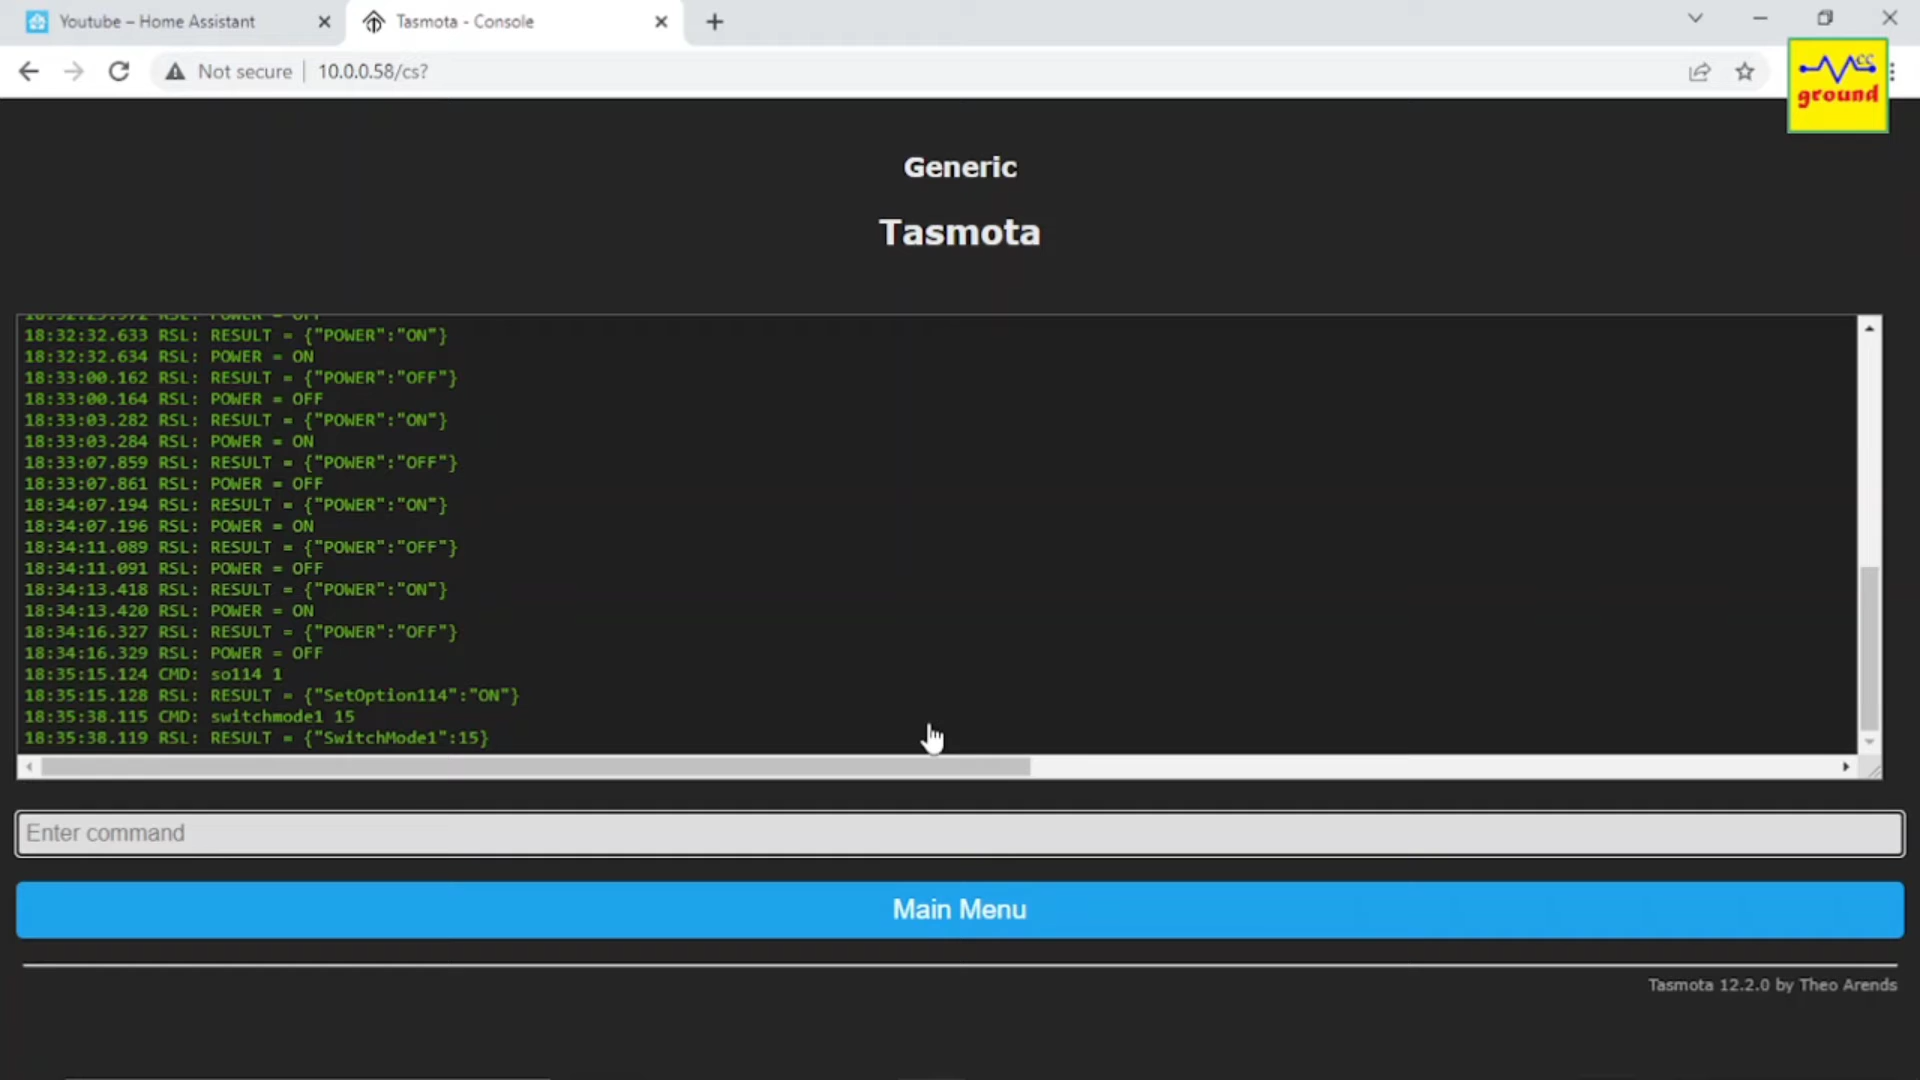 Youtube – Home Assistant
Tasmota - Console
Not secure
10.0.0.58/cs?
VCC
ground
Generic
Tasmota
18:32:29.572 RSL: POWER = OFF
18:32:32.633 RSL: RESULT = {"POWER":"ON"}
18:32:32.634 RSL: POWER = ON
18:33:00.162 RSL: RESULT = {"POWER":"OFF"}
18:33:00.164 RSL: POWER = OFF
18:33:03.282 RSL: RESULT = {"POWER":"ON"}
18:33:03.284 RSL: POWER = ON
18:33:07.859 RSL: RESULT = {"POWER":"OFF"}
18:33:07.861 RSL: POWER = OFF
18:34:07.194 RSL: RESULT = {"POWER":"ON"}
18:34:07.196 RSL: POWER = ON
18:34:11.089 RSL: RESULT = {"POWER":"OFF"}
18:34:11.091 RSL: POWER = OFF
18:34:13.418 RSL: RESULT = {"POWER":"ON"}
18:34:13.420 RSL: POWER = ON
18:34:16.327 RSL: RESULT = {"POWER":"OFF"}
18:34:16.329 RSL: POWER = OFF
18:35:15.124 CMD: so114 1
18:35:15.128 RSL: RESULT = {"SetOption114":"ON"}
18:35:38.115 CMD: switchmode1 15
18:35:38.119 RSL: RESULT = {"SwitchMode1":15}
Enter command
Main Menu
Tasmota 12.2.0 by Theo Arends